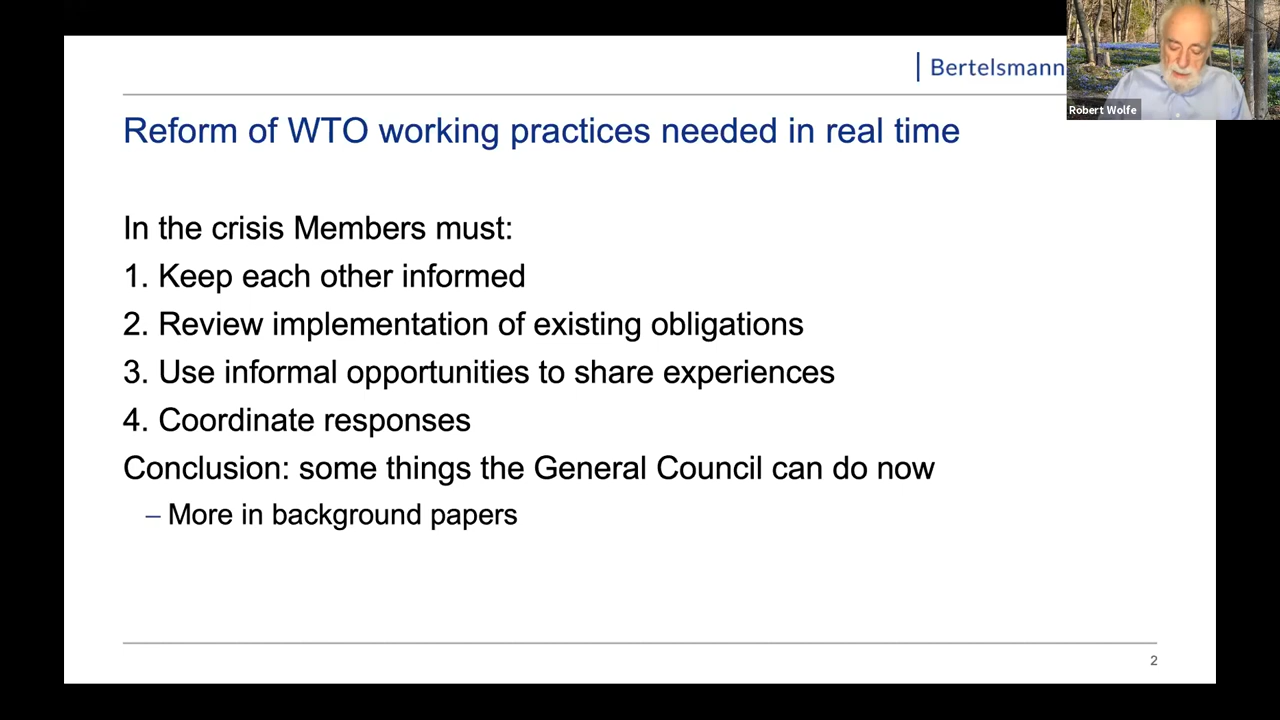 | Bertelsmann
Robert Wolfe
Reform of WTO working practices needed in real time
In the crisis Members must:
1. Keep each other informed
2. Review implementation of existing obligations
3. Use informal opportunities to share experiences
4. Coordinate responses
Conclusion: some things the General Council can do now
– More in background papers
2